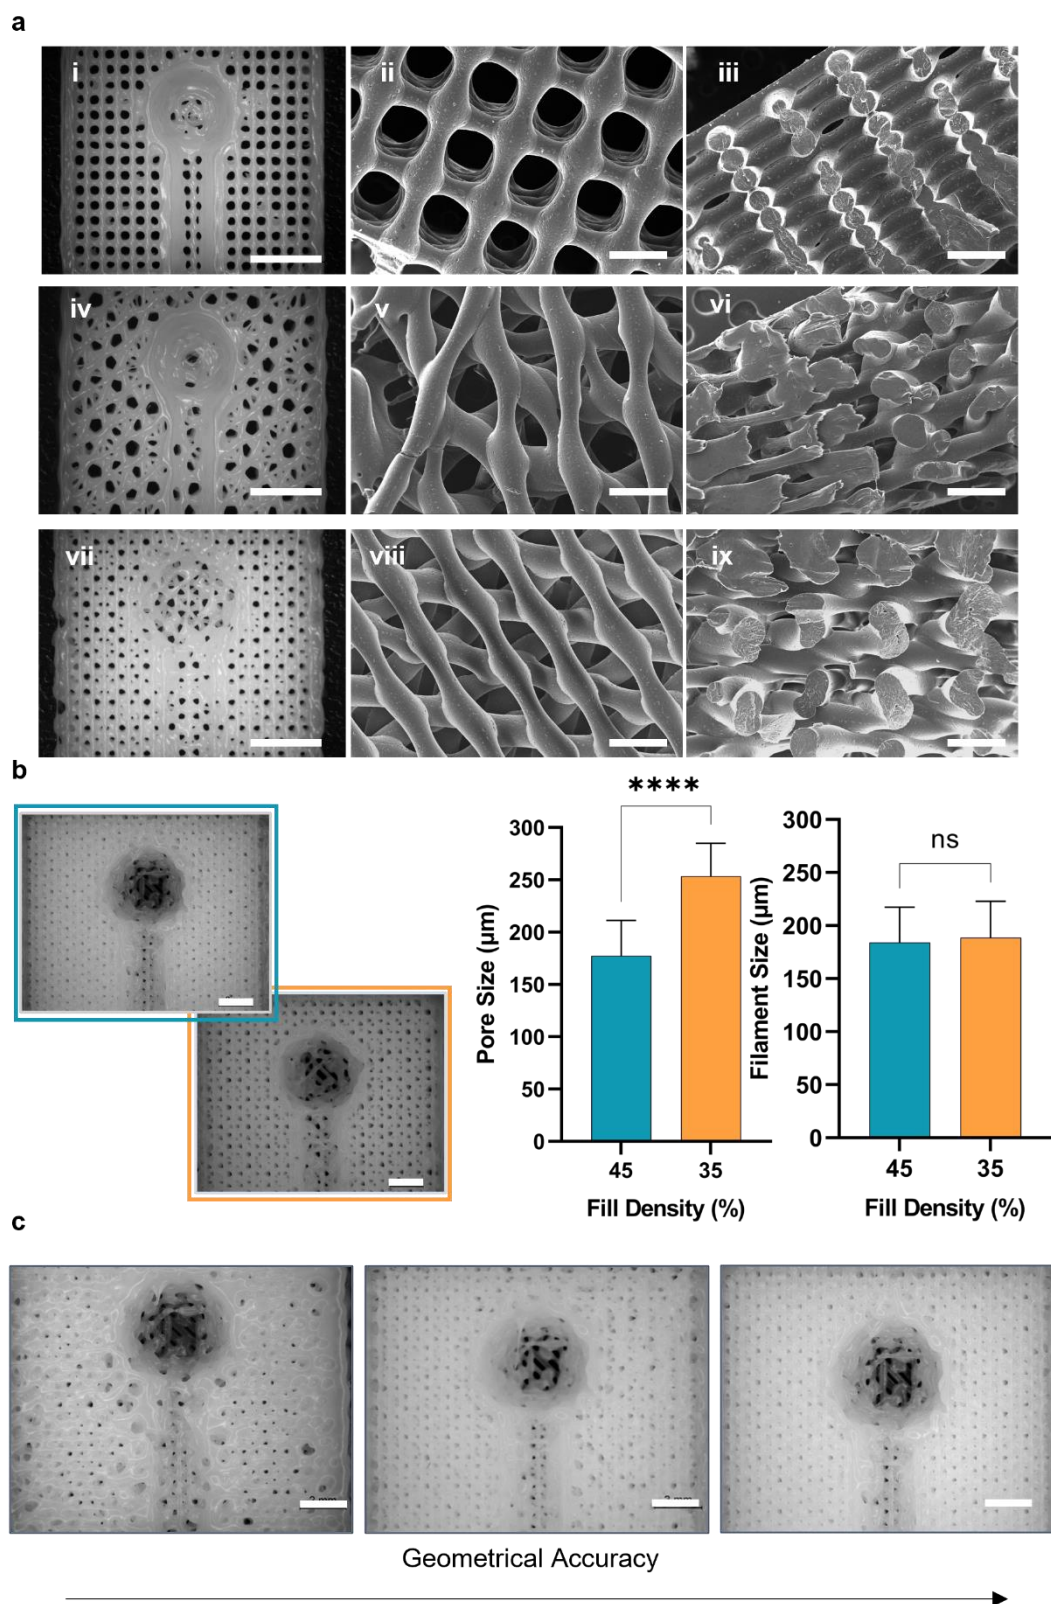 a
i
ii
iii
iv
v
vi
vii
viii
ix
b
****
300
250
200
150
100
50
0
Pore Size (µm)
45
35
Fill Density (%)
ns
300
250
200
150
100
50
0
Filament Size (µm)
45
35
Fill Density (%)
c
Geometrical Accuracy